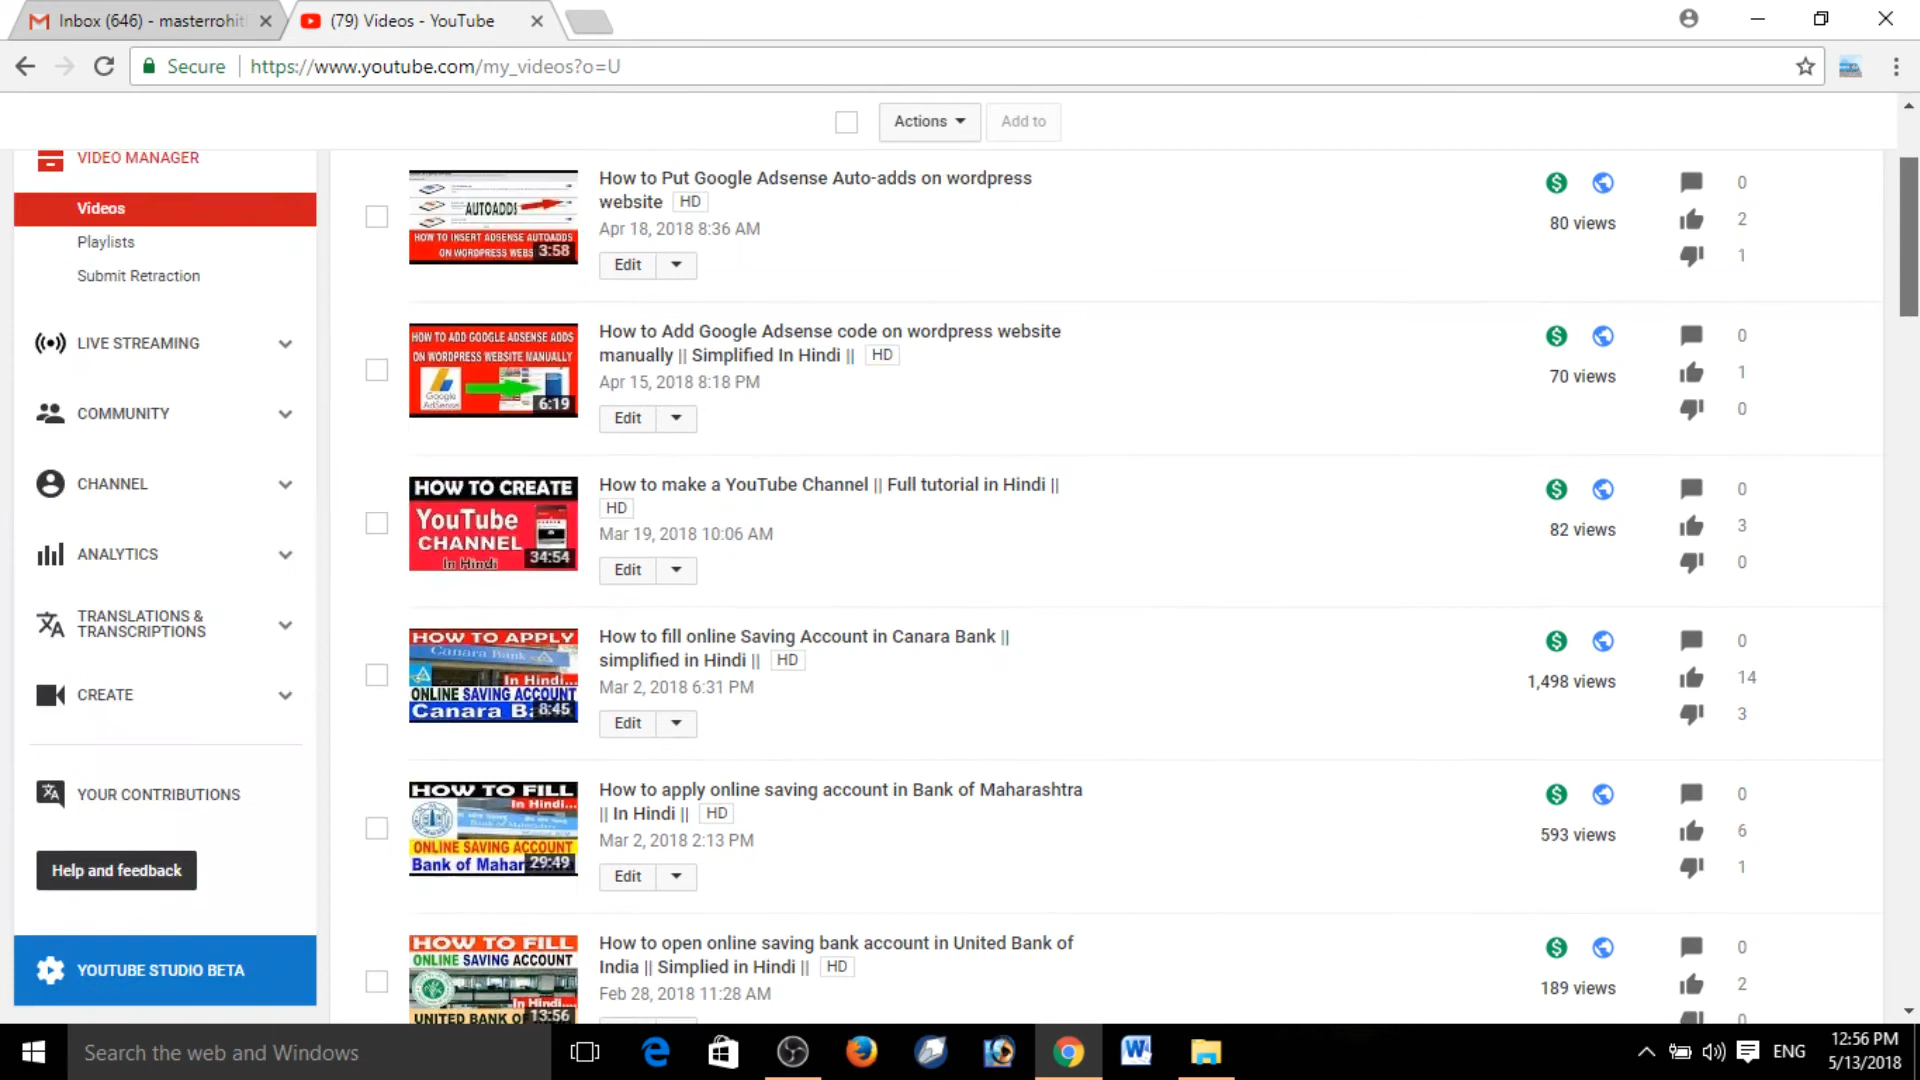 Inbox (646) - masterrohit
(79) Videos - YouTube
Secure
https://www.youtube.com/my_videos?o=U
Actions
Add to
VIDEO MANAGER
Videos
Playlists
Submit Retraction
LIVE STREAMING
COMMUNITY
CHANNEL
ANALYTICS
TRANSLATIONS &
TRANSCRIPTIONS
CREATE
YOUR CONTRIBUTIONS
Help and feedback
YOUTUBE STUDIO BETA
AUTOADDS
HOW TO INSERT ADSENSE AUTOADDS
ON WORDPRESS WEBS
3:58
How to Put Google Adsense Auto-adds on wordpress
website HD
Apr 18, 2018 8:36 AM
Edit
80 views
0
2
1
HOW TO ADD GOOGLE ADSENSE ADDS
ON WORDPRESS WEBSITE MANUALLY
Google
AdSense
6:19
How to Add Google Adsense code on wordpress website
manually || Simplified In Hindi || HD
Apr 15, 2018 8:18 PM
Edit
70 views
0
1
0
HOW TO CREATE
YouTube
CHANNEL
In Hindi
34:54
How to make a YouTube Channel || Full tutorial in Hindi ||
HD
Mar 19, 2018 10:06 AM
Edit
82 views
0
3
0
HOW TO APPLY
Canara Bank
In Hindi...
ONLINE SAVING ACCOUNT
Canara B
8:45
How to fill online Saving Account in Canara Bank ||
simplified in Hindi || HD
Mar 2, 2018 6:31 PM
Edit
1,498 views
0
14
3
HOW TO FILL
In Hindi...
ONLINE SAVING ACCOUNT
Bank of Mahar
29:49
How to apply online saving account in Bank of Maharashtra
|| In Hindi || HD
Mar 2, 2018 2:13 PM
Edit
593 views
0
6
1
HOW TO FILL
ONLINE SAVING ACCOUNT
In Hindi...
UNITED BANK O
13:56
How to open online saving bank account in United Bank of
India || Simplied in Hindi || HD
Feb 28, 2018 11:28 AM
189 views
0
2
0
Search the web and Windows
ENG
12:56 PM
5/13/2018